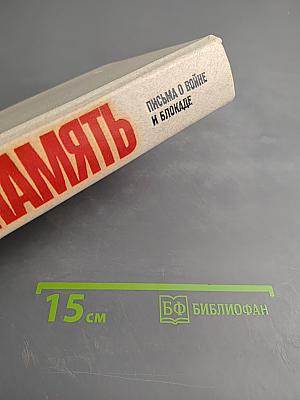 ПАМЯТЬ
ПИСЬМА О ВОЙНЕ
И БЛОКАДЕ
15 см
БФ БИБЛИОФАН